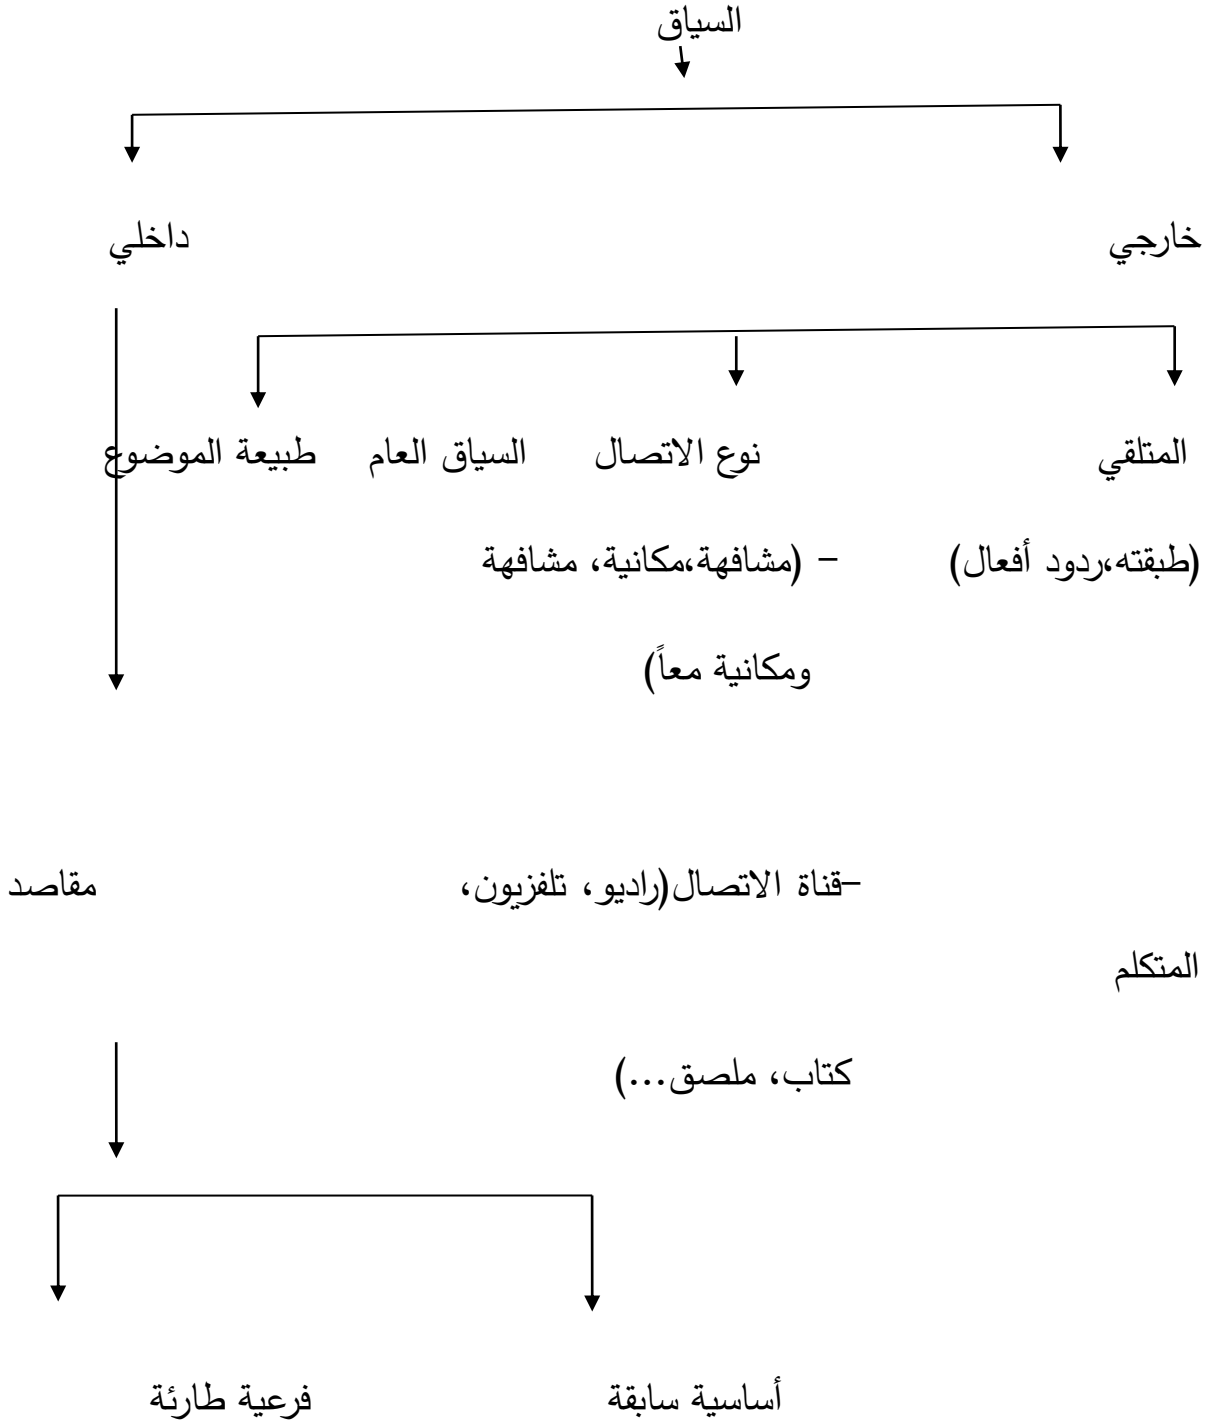 السياق
خارجي داخلي
المتلقي نوع الاتصال السياق العام طبيعة الموضوع
(طبقته،ردود أفعال) - (مشافهة،مكانية، مشافهة
ومكانية معاً)
-قناة الاتصال(راديو، تلفزيون، مقاصد
المتكلم
كتاب، ملصق...)
أساسية سابقة فرعية طارئة